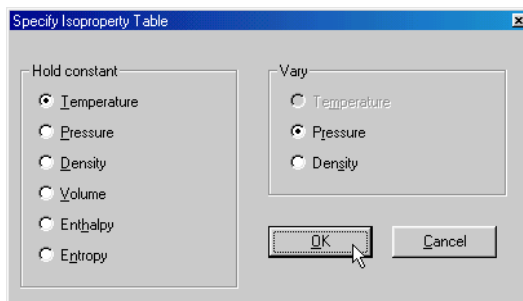 Specify Isoproperty Table
Hold constant
Temperature
Pressure
Density
Volume
Enthalpy
Entropy
Vary
Temperature
Pressure
Density
OK
Cancel